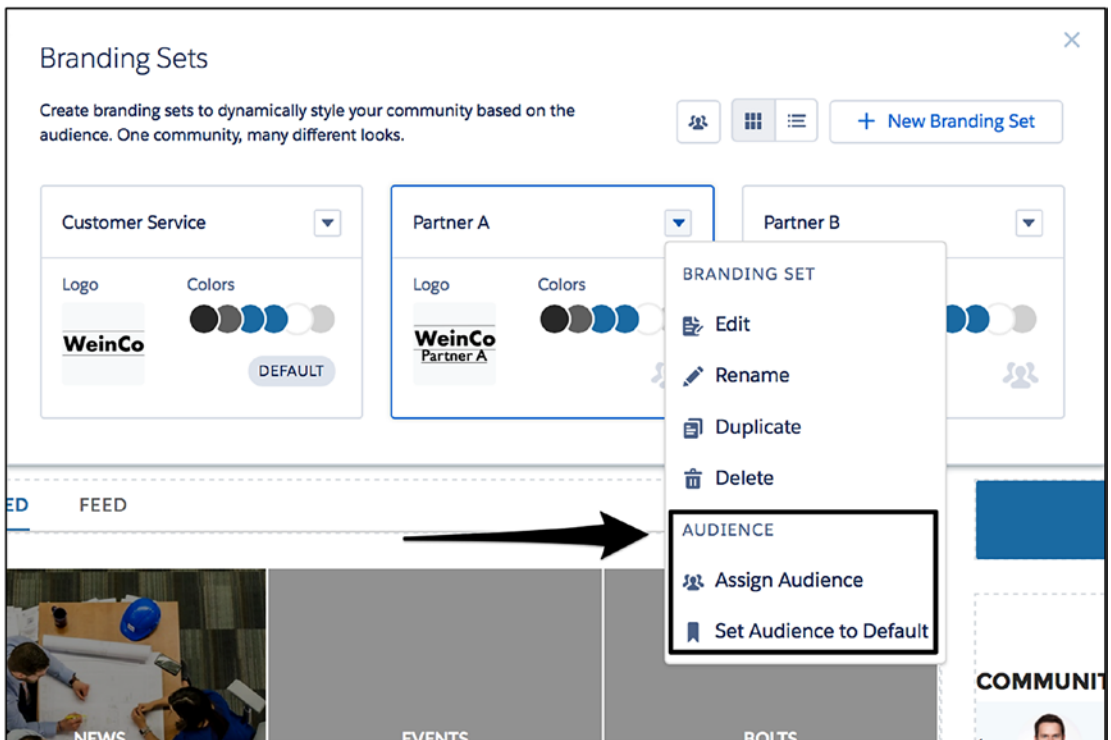 Branding Sets
Create branding sets to dynamically style your community based on the
audience. One community, many different looks.
New Branding Set
Customer Service
Partner A
Partner B
Logo
Colors
Logo
Colors
WeinCo
WeinCo
Partner A
DEFAULT
BRANDING SET
Edit
Rename
Duplicate
Delete
AUDIENCE
Assign Audience
Set Audience to Default
ED
FEED
NEWS
EVENTS
BOLTS
COMMUNIT